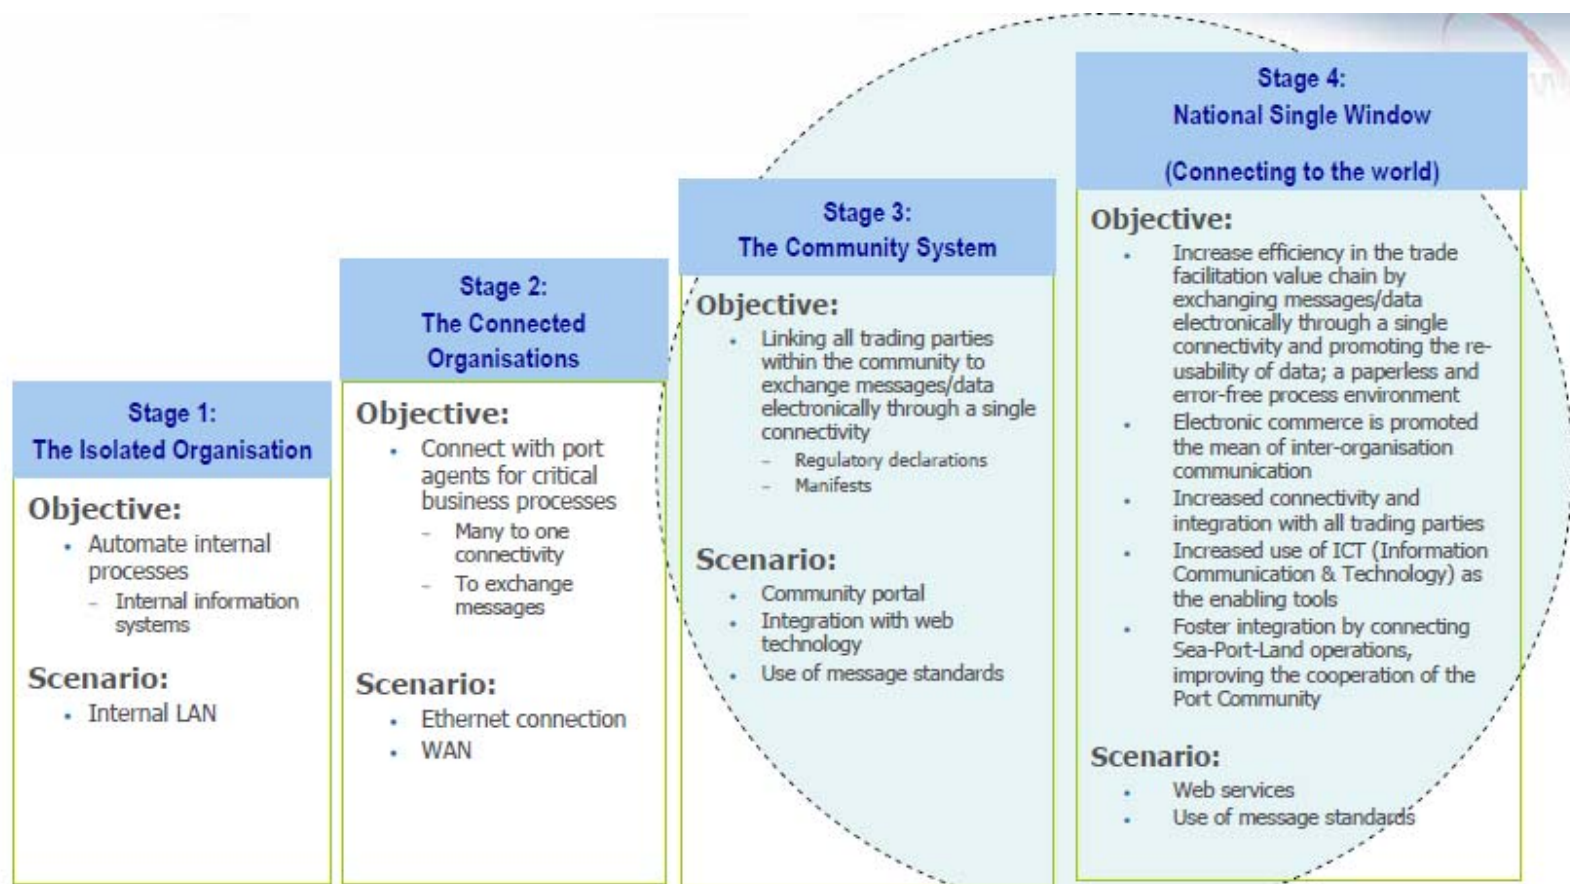 Stage 1:
The Isolated Organisation
Objective:
• Automate internal
processes
– Internal information
systems
Scenario:
• Internal LAN
Stage 2:
The Connected
Organisations
Objective:
• Connect with port
agents for critical
business processes
– Many to one
connectivity
– To exchange
messages
Scenario:
• Ethernet connection
• WAN
Stage 3:
The Community System
Objective:
• Linking all trading parties
within the community to
exchange messages/data
electronically through a single
connectivity
– Regulatory declarations
– Manifests
Scenario:
• Community portal
• Integration with web
technology
• Use of message standards
Stage 4:
National Single Window
(Connecting to the world)
Objective:
• Increase efficiency in the trade
facilitation value chain by
exchanging messages/data
electronically through a single
connectivity and promoting the re-
usability of data; a paperless and
error-free process environment
• Electronic commerce is promoted
the mean of inter-organisation
communication
• Increased connectivity and
integration with all trading parties
• Increased use of ICT (Information
Communication & Technology) as
the enabling tools
• Foster integration by connecting
Sea-Port-Land operations,
improving the cooperation of the
Port Community
Scenario:
• Web services
• Use of message standards